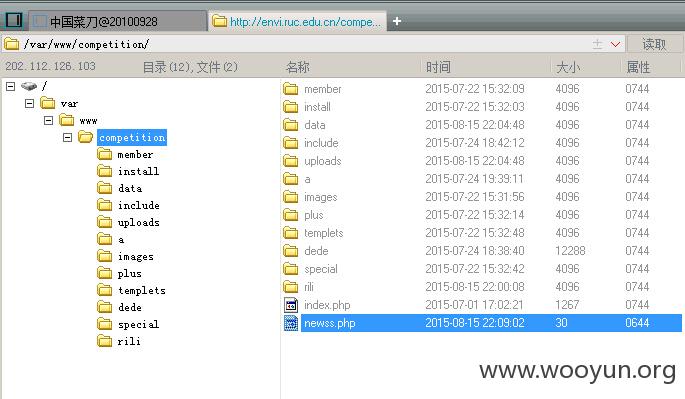 中国菜刀@20100928 http://envi.ruc.edu.cn/compe... +
/var/www/competition/ 读取
202.112.126.103 目录(12),文件(2) 名称 时间 大小 属性
/
var
www
competition
member
install
data
include
uploads
a
images
plus
templets
dede
special
rili
member 2015-07-22 15:32:09 4096 0744
install 2015-07-22 15:32:03 4096 0744
data 2015-08-15 22:04:48 4096 0744
include 2015-07-24 18:42:12 4096 0744
uploads 2015-08-15 22:04:48 4096 0744
a 2015-07-24 19:39:11 4096 0744
images 2015-07-22 15:31:56 4096 0744
plus 2015-07-22 15:32:14 4096 0744
templets 2015-07-22 15:32:48 4096 0744
dede 2015-07-24 18:38:40 12288 0744
special 2015-07-22 15:32:42 4096 0744
rili 2015-08-15 22:00:08 4096 0744
index.php 2015-07-01 17:02:21 1267 0744
newss.php 2015-08-15 22:09:02 30 0644
www.wooyun.org